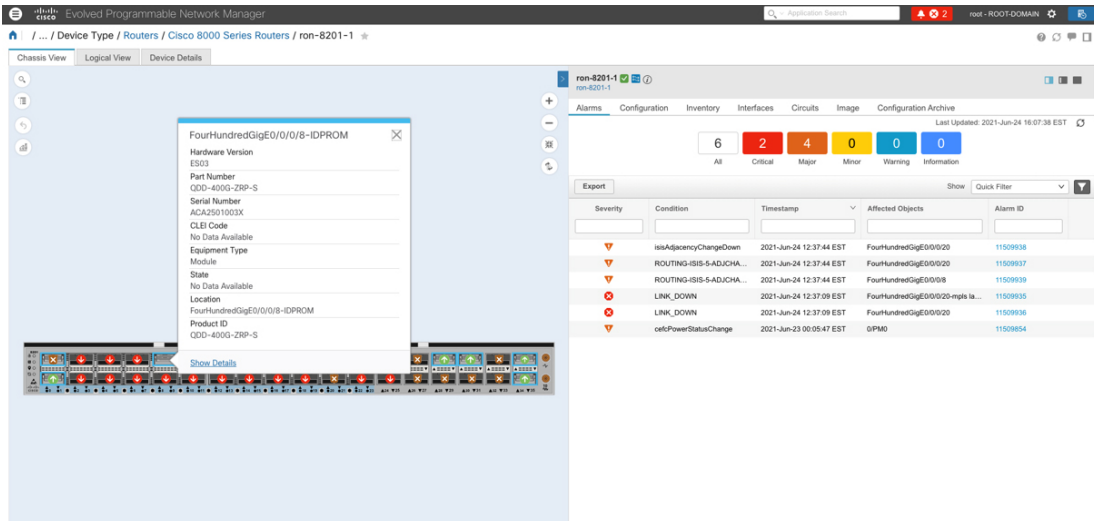 cisco Evolved Programmable Network Manager
Application Search
2
root - ROOT-DOMAIN
/ ... / Device Type / Routers / Cisco 8000 Series Routers / ron-8201-1
Chassis View Logical View Device Details
FourHundredGigE0/0/0/8-IDPROM
Hardware Version
ES03
Part Number
QDD-400G-ZRP-S
Serial Number
ACA2501003X
CLEI Code
No Data Available
Equipment Type
Module
State
No Data Available
Location
FourHundredGigE0/0/0/8-IDPROM
Product ID
QDD-400G-ZRP-S
Show Details
ron-8201-1
ron-8201-1
Alarms Configuration Inventory Interfaces Circuits Image Configuration Archive
Last Updated: 2021-Jun-24 16:07:38 EST
6 2 4 0 0 0
All Critical Major Minor Warning Information
Export Show Quick Filter
Severity Condition Timestamp Affected Objects Alarm ID
isisAdjacencyChangeDown 2021-Jun-24 12:37:44 EST FourHundredGigE0/0/0/20 11509938
ROUTING-ISIS-5-ADJCHA... 2021-Jun-24 12:37:44 EST FourHundredGigE0/0/0/20 11509937
ROUTING-ISIS-5-ADJCHA... 2021-Jun-24 12:37:44 EST FourHundredGigE0/0/0/8 11509939
LINK_DOWN 2021-Jun-24 12:37:09 EST FourHundredGigE0/0/0/20-mpls la... 11509935
LINK_DOWN 2021-Jun-24 12:37:09 EST FourHundredGigE0/0/0/20 11509936
cefcPowerStatusChange 2021-Jun-23 00:05:47 EST 0/PM0 11509854